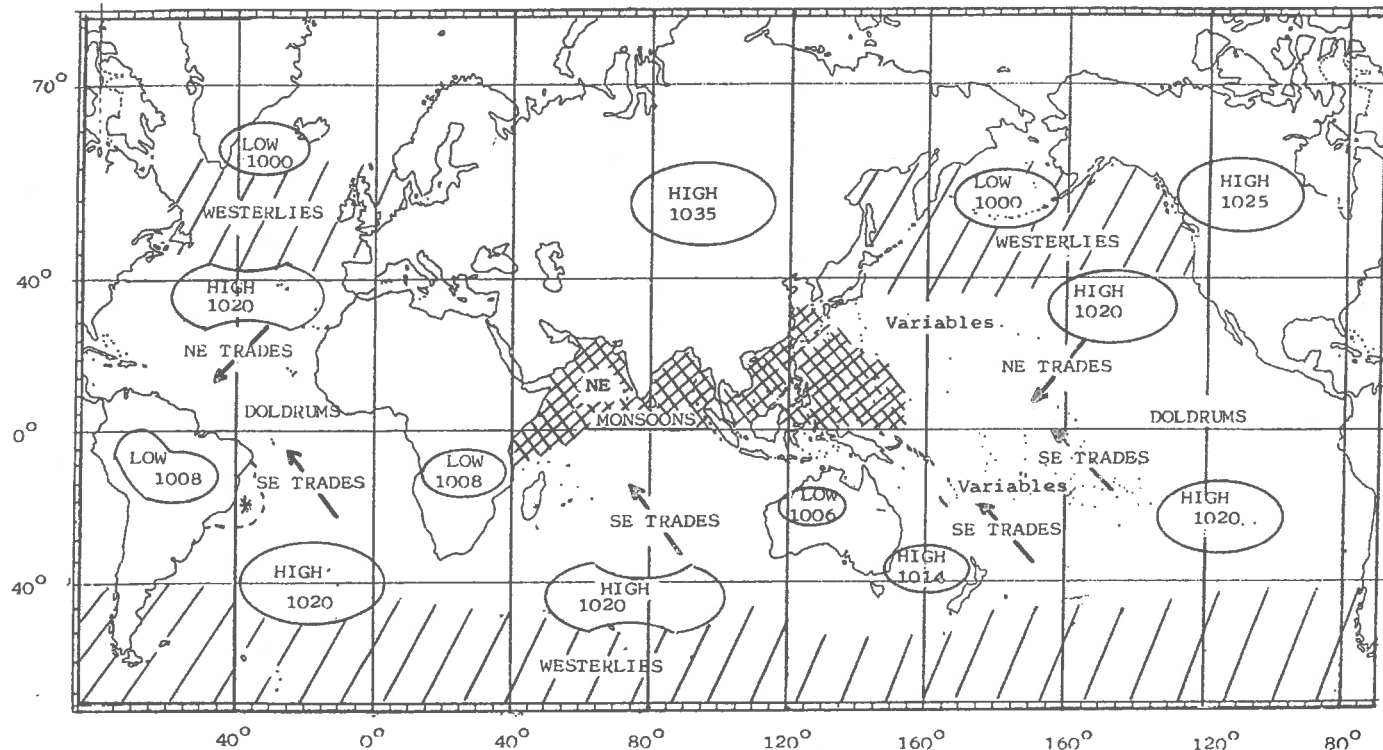 70°
LOW
1000
HIGH
1035
LOW
1000
HIGH
1025
WESTERLIES
WESTERLIES
40°
HIGH
1020
HIGH
1020
Variables
NE TRADES
NE
NE TRADES
DOLDRUMS
MONSOONS
DOLDRUMS
0°
LOW
1008
LOW
1008
SE TRADES
SE TRADES
Variables
LOW
1006
HIGH
1020
SE TRADES
SE TRADES
HIGH
1014
40°
HIGH
1020
HIGH
1020
WESTERLIES
40° 0° 40° 80° 120° 160° 160° 120° 80°